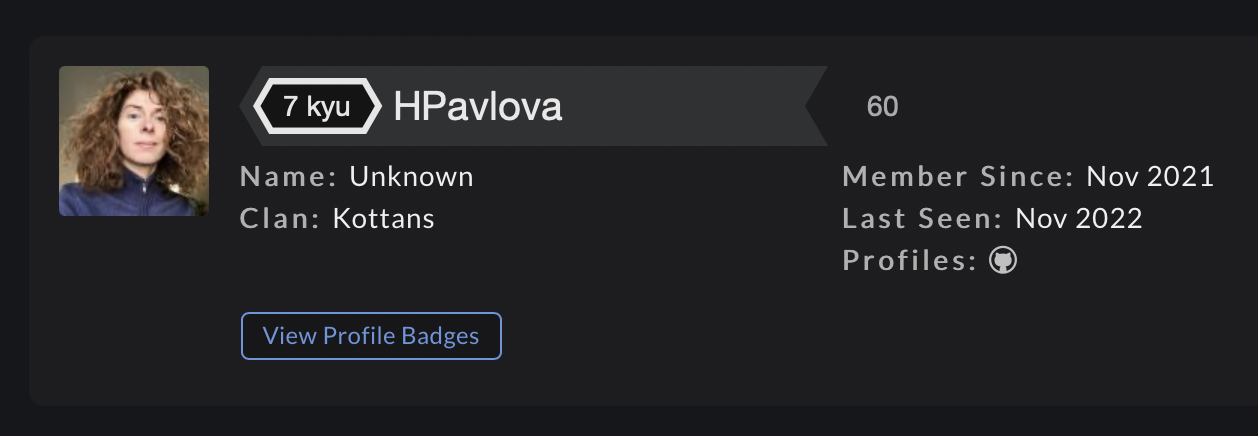 7 kyu HPavlova 60
Name: Unknown
Clan: Kottans
Member Since: Nov 2021
Last Seen: Nov 2022
Profiles:
View Profile Badges